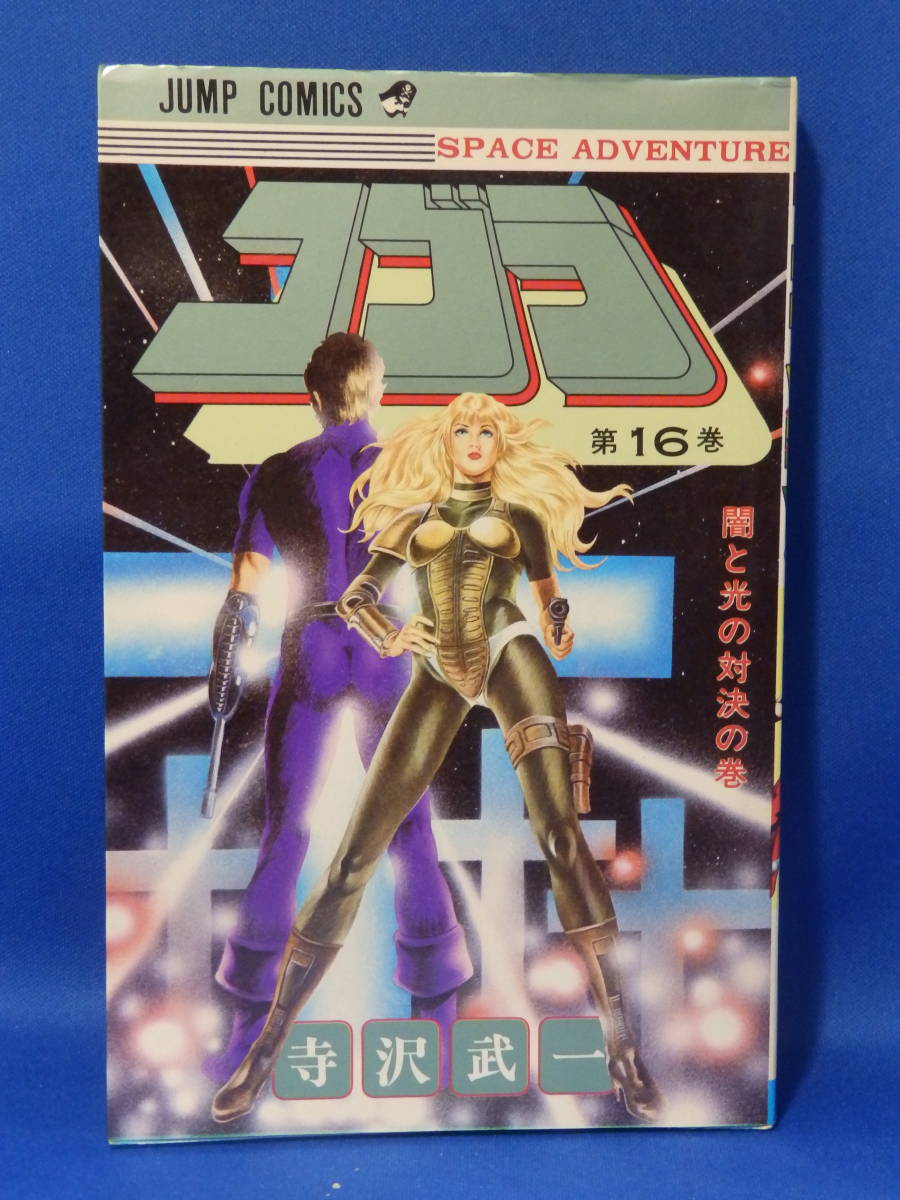 JUMP COMICS
SPACE ADVENTURE
コブラ
第16巻
闇と光の対決の巻
寺沢武一